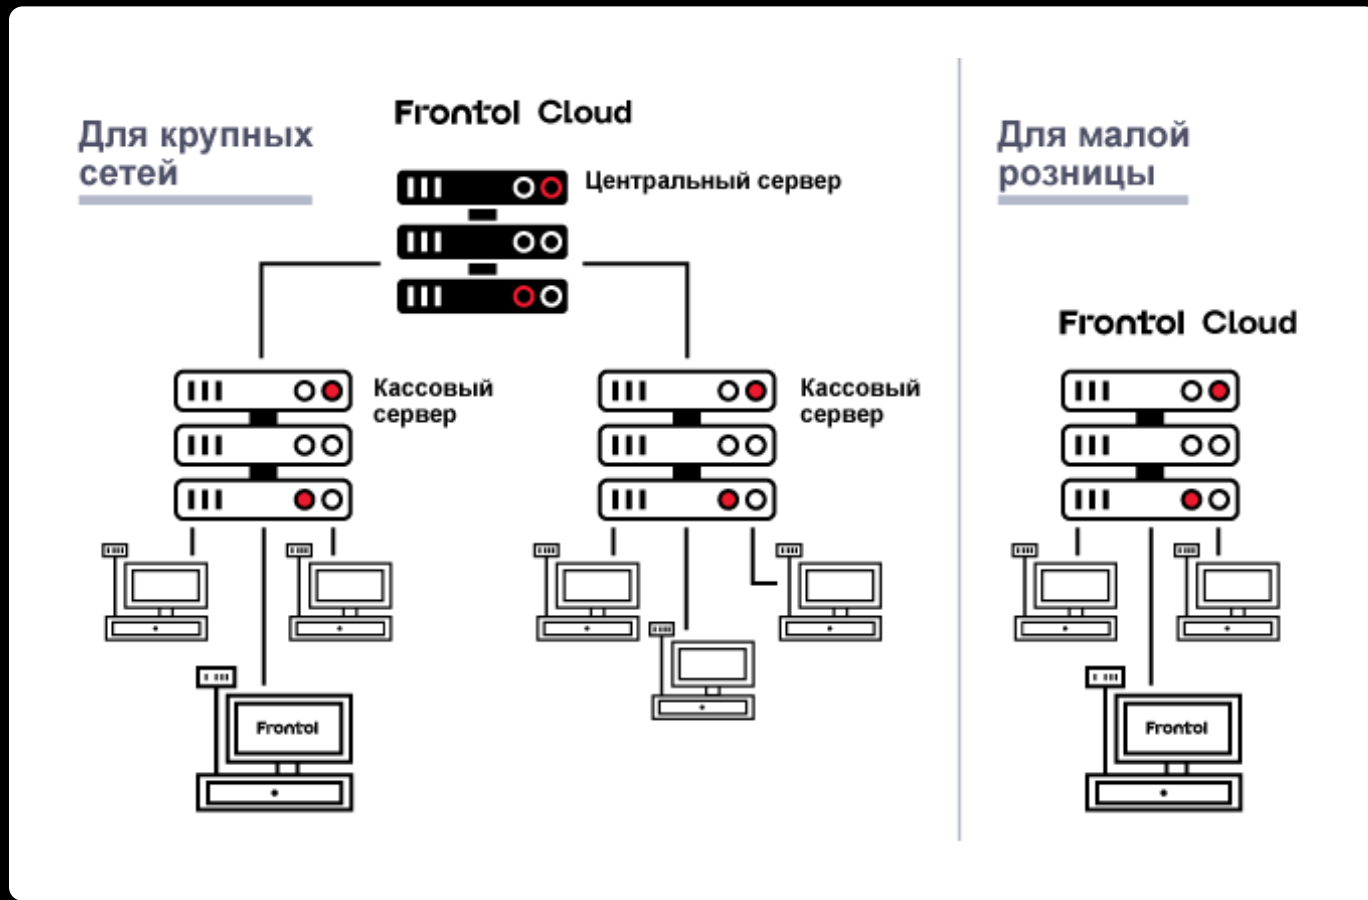 Frontol Cloud
Для крупных
сетей
Центральный сервер
Кассовый
сервер
Кассовый
сервер
Frontol
Для малой
розницы
Frontol Cloud
Frontol